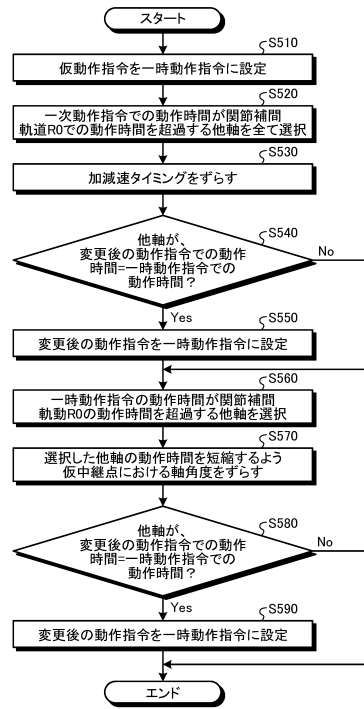 スタート
S510
仮動作指令を一時動作指令に設定
S520
一次動作指令での動作時間が関節補間
軌道R0での動作時間を超過する他軸を全て選択
S530
加減速タイミングをずらす
S540
他軸が、
変更後の動作指令での動作
時間=一時動作指令での
動作時間?
No
Yes
S550
変更後の動作指令を一時動作指令に設定
S560
一時動作指令の動作時間が関節補間
軌動R0の動作時間を超過する他軸を選択
S570
選択した他軸の動作時間を短縮するよう
仮中継点における軸角度をずらす
S580
他軸が、
変更後の動作指令での動作
時間=一時動作指令での
動作時間?
No
Yes
S590
変更後の動作指令を一時動作指令に設定
エンド